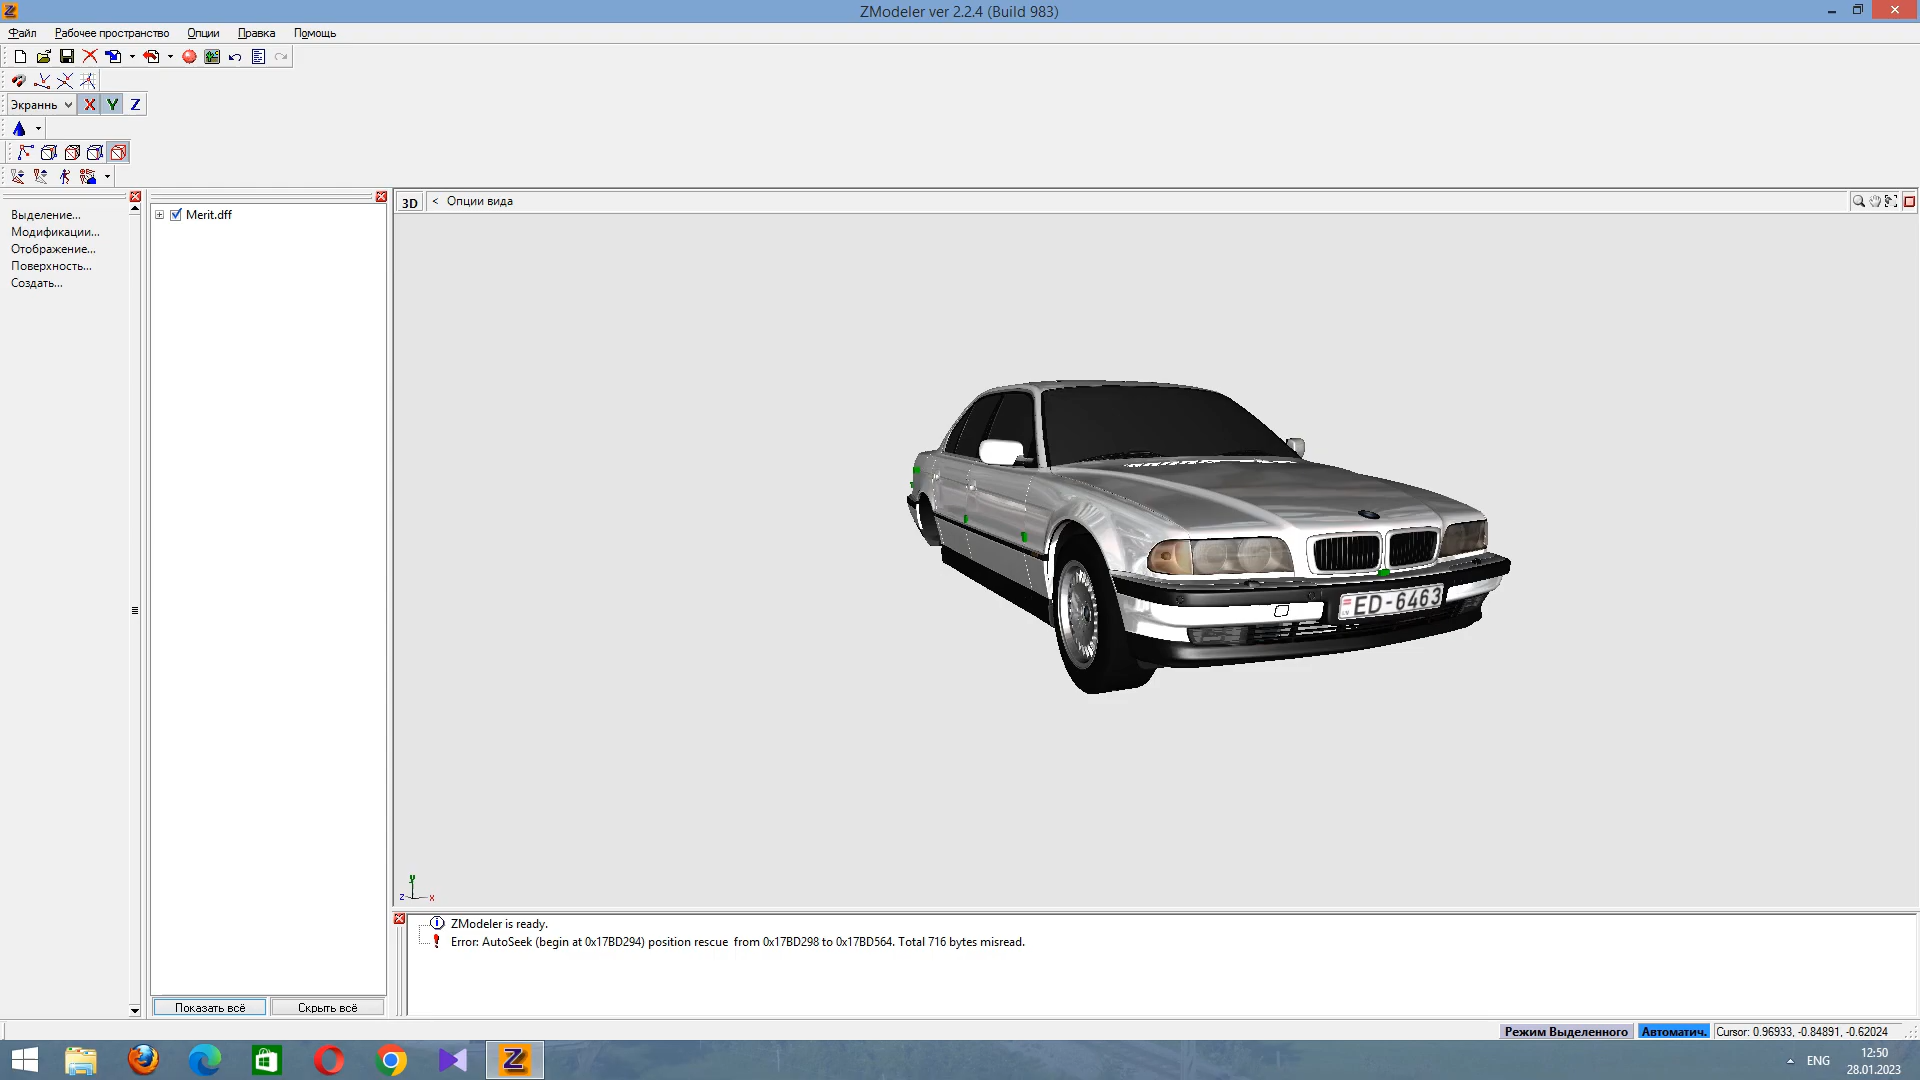 ZModeler ver 2.2.4 (Build 983)
Файл Рабочее пространство Опции Правка Помощь
Экраннь X Y Z
Выделение...
Модификации...
Отображение...
Поверхность...
Создать...
Merit.dff
3D < Опции вида
ED-6463
y
z x
Показать всё Скрыть всё
ZModeler is ready.
Error: AutoSeek (begin at 0x17BD294) position rescue from 0x17BD298 to 0x17BD564. Total 716 bytes misread.
Режим Выделенного Автоматич. Cursor: 0.96933, -0.84891, -0.62024
ENG
12:50
28.01.2023